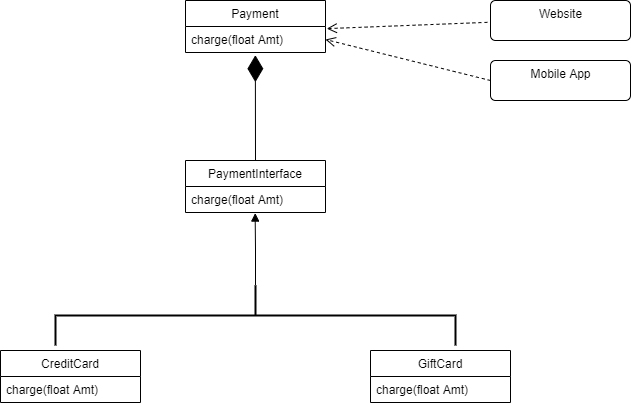 Payment
charge(float Amt)
Website
Mobile App
PaymentInterface
charge(float Amt)
CreditCard
charge(float Amt)
GiftCard
charge(float Amt)